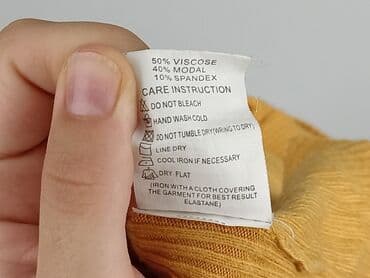 50% VISCOSE
40% MODAL
10% SPANDEX
CARE INSTRUCTION
DO NOT BLEACH
HAND WASH COLD
DO NOT TUMBLE DRY(WRING TO DRY)
LINE DRY
COOL IRON IF NECESSARY
DRY FLAT
(IRON WITH A CLOTH COVERING
THE GARMENT FOR BEST RESULT
ELASTANE)